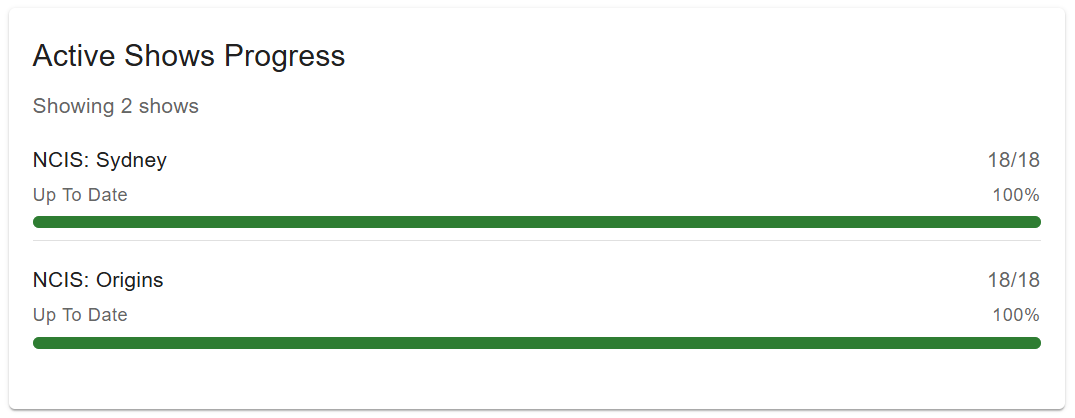 Active Shows Progress
Showing 2 shows
NCIS: Sydney 18/18
Up To Date 100%
NCIS: Origins 18/18
Up To Date 100%